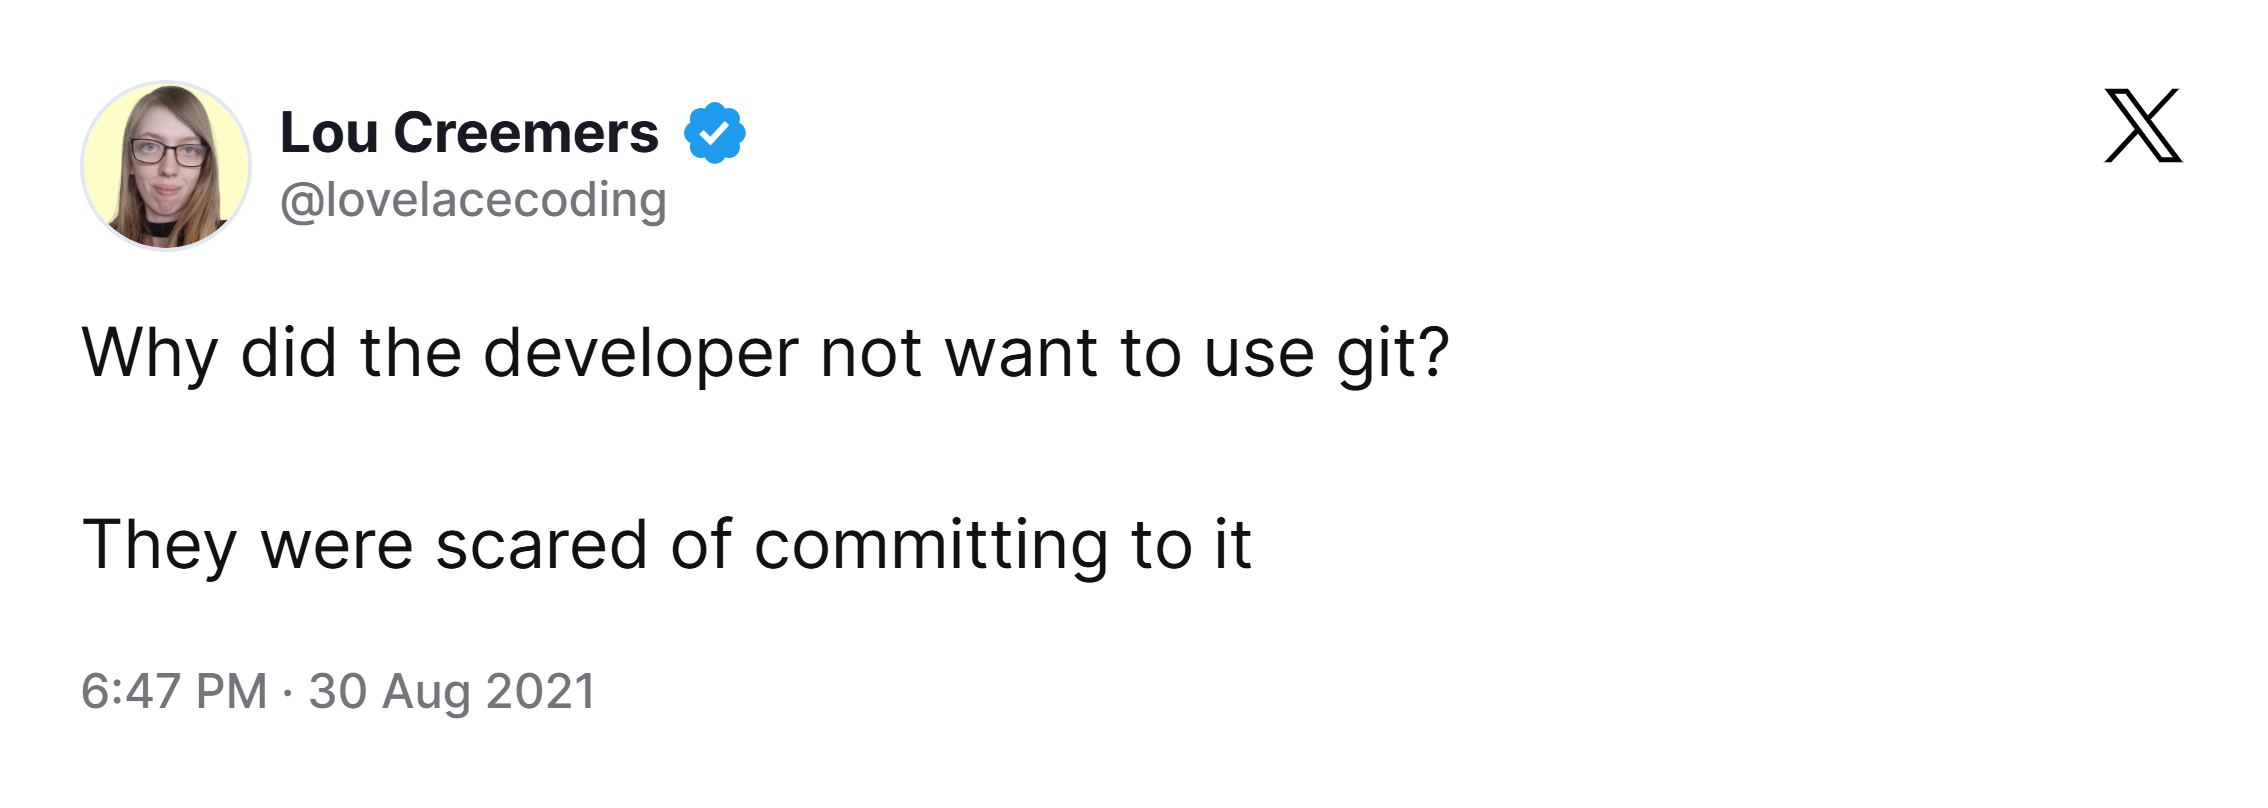 Lou Creemers
@lovelacecoding
Why did the developer not want to use git?
They were scared of committing to it
6:47 PM · 30 Aug 2021